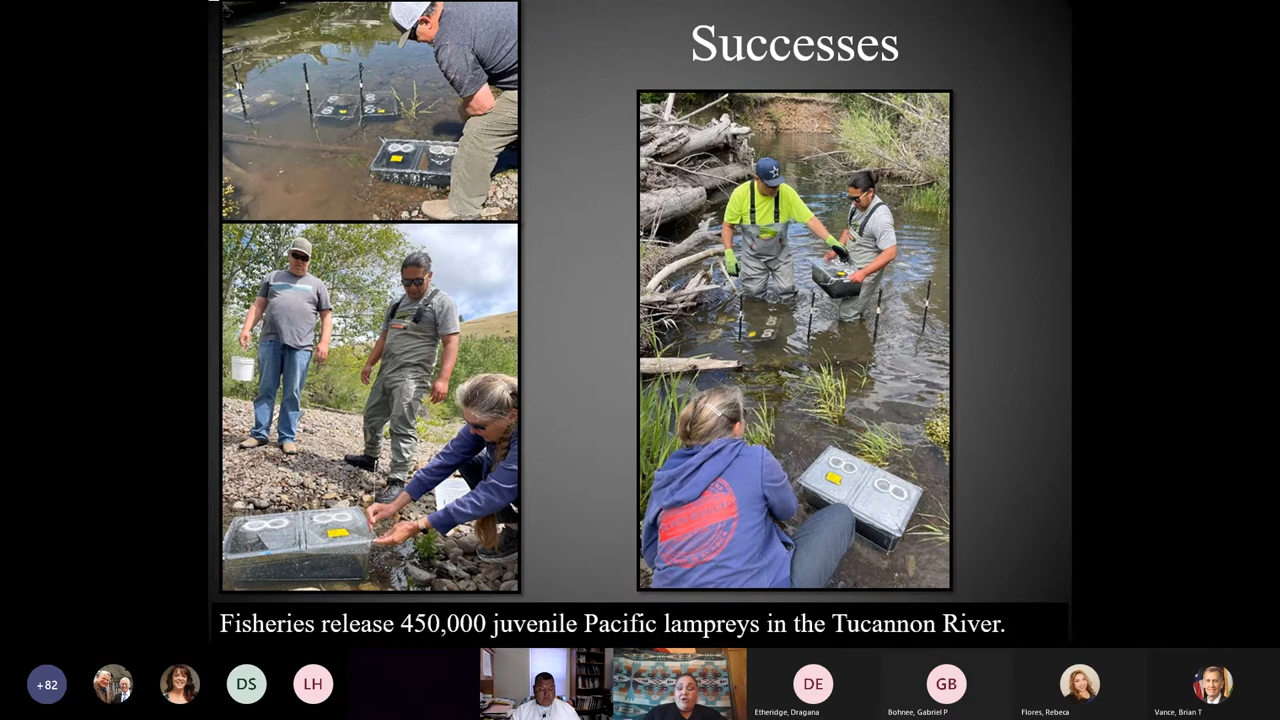 Successes
Fisheries release 450,000 juvenile Pacific lampreys in the Tucannon River.
+82
DS
LH
DE
GB
Etheridge, Dragana
Bohnee, Gabriel P
Flores, Rebeca
Vance, Brian T